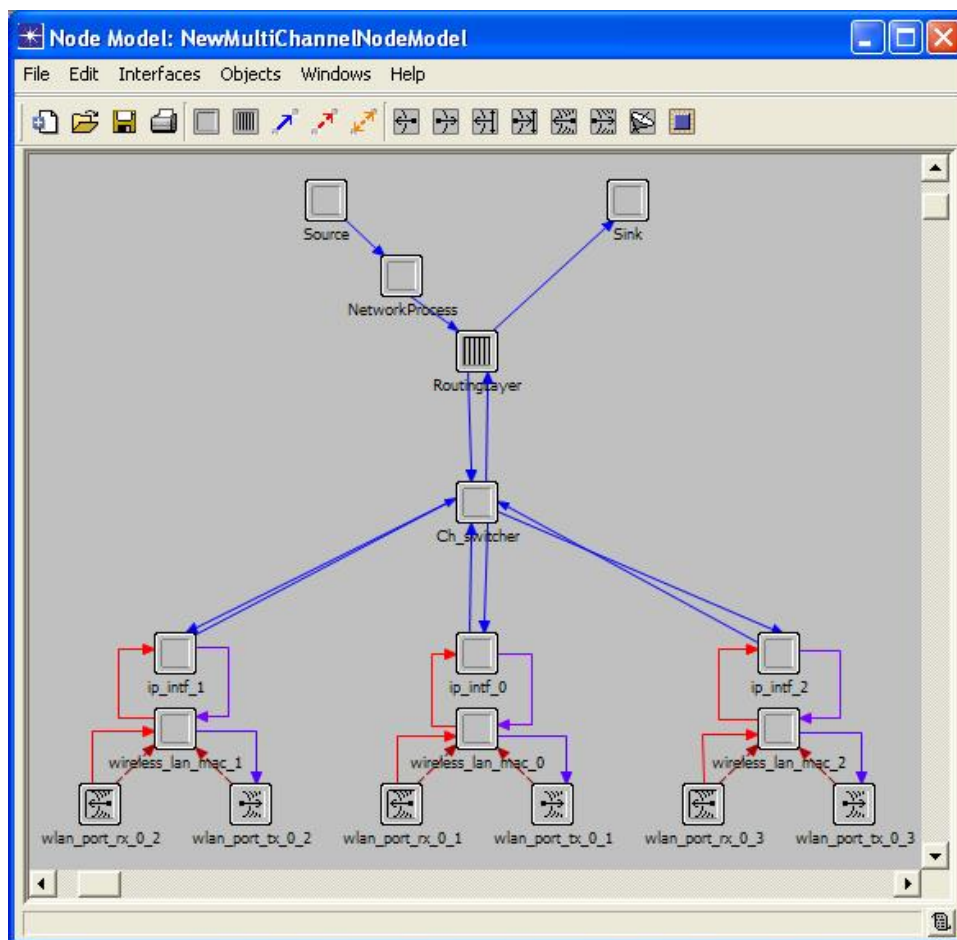 Node Model: NewMultiChannelNodeModel
File Edit Interfaces Objects Windows Help
Source
Sink
NetworkProcess
RoutingLayer
Ch_switcher
ip_intf_1
ip_intf_0
ip_intf_2
wireless_lan_mac_1
wireless_lan_mac_0
wireless_lan_mac_2
wlan_port_rx_0_2
wlan_port_tx_0_2
wlan_port_rx_0_1
wlan_port_tx_0_1
wlan_port_rx_0_3
wlan_port_tx_0_3